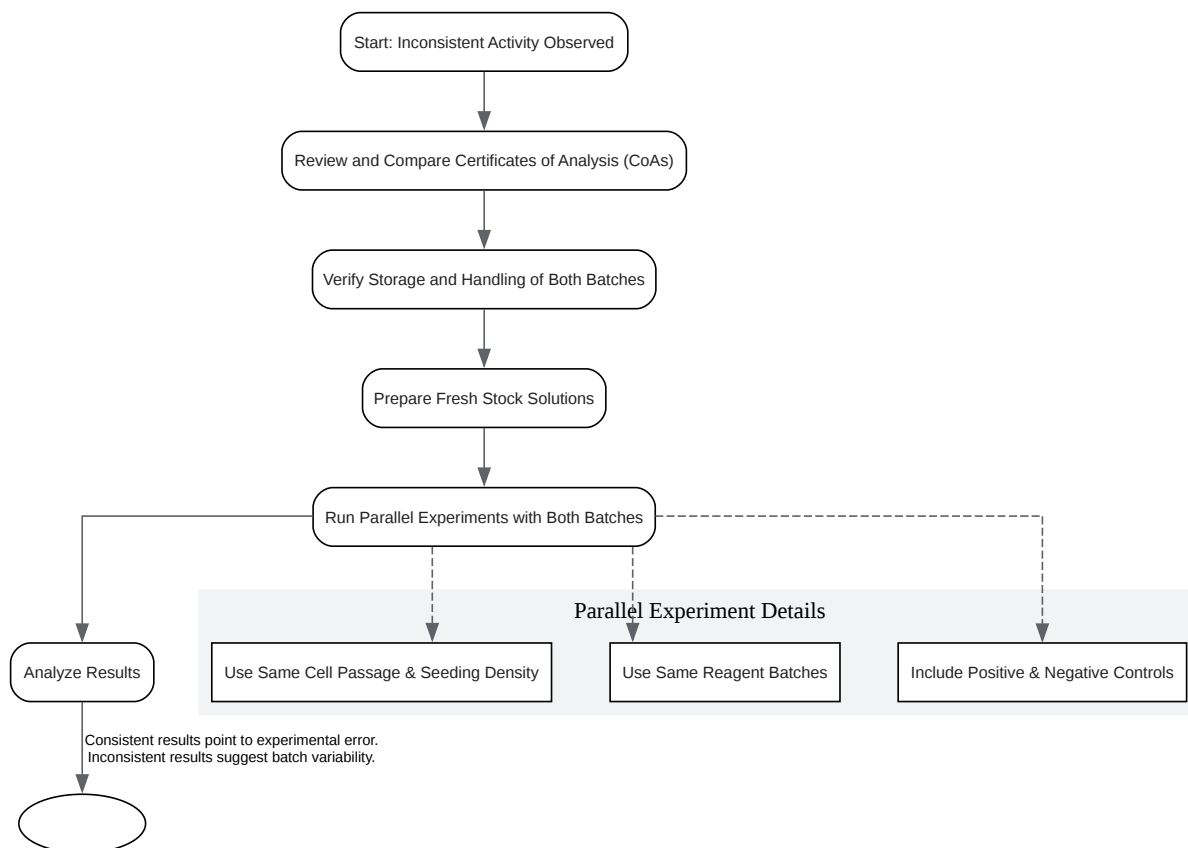 Start: Inconsistent Activity Observed
Review and Compare Certificates of Analysis (CoAs)
Verify Storage and Handling of Both Batches
Prepare Fresh Stock Solutions
Run Parallel Experiments with Both Batches
Parallel Experiment Details
Analyze Results
Use Same Cell Passage & Seeding Density
Use Same Reagent Batches
Include Positive & Negative Controls
Consistent results point to experimental error.
Inconsistent results suggest batch variability.